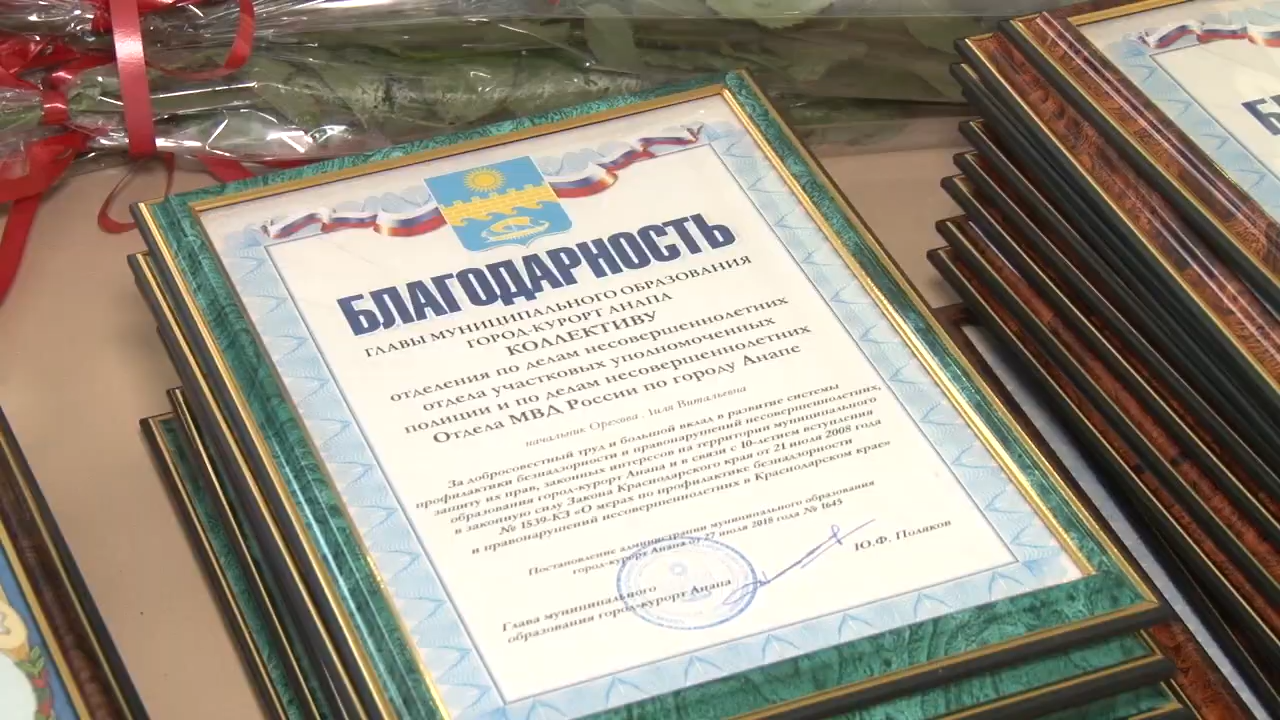 БЛАГОДАРНОСТЬ
ГЛАВЫ МУНИЦИПАЛЬНОГО ОБРАЗОВАНИЯ
ГОРОД-КУРОРТ АНАПА
КОЛЛЕКТИВУ
отделения по делам несовершеннолетних
отдела участковых уполномоченных
полиции и по делам несовершеннолетних
Отдела МВД России по городу Анапе
начальник Орехова Витальевна
За добросовестный труд и большой вклад в развитие системы
профилактики безнадзорности и правонарушений несовершеннолетних,
защиту их прав, законных интересов на территории муниципального
образования город-курорт Анапа и в связи с 10-летием вступления
в законную силу Закона Краснодарского края от 21 июля 2008 года
№ 1539-КЗ «О мерах по профилактике безнадзорности
и правонарушений несовершеннолетних в Краснодарском крае»
Постановление администрации муниципального образования
город-курорт Анапа от 27 июля 2018 года № 1645
Глава муниципального
образования город-курорт Анапа
Ю.Ф. Поляков